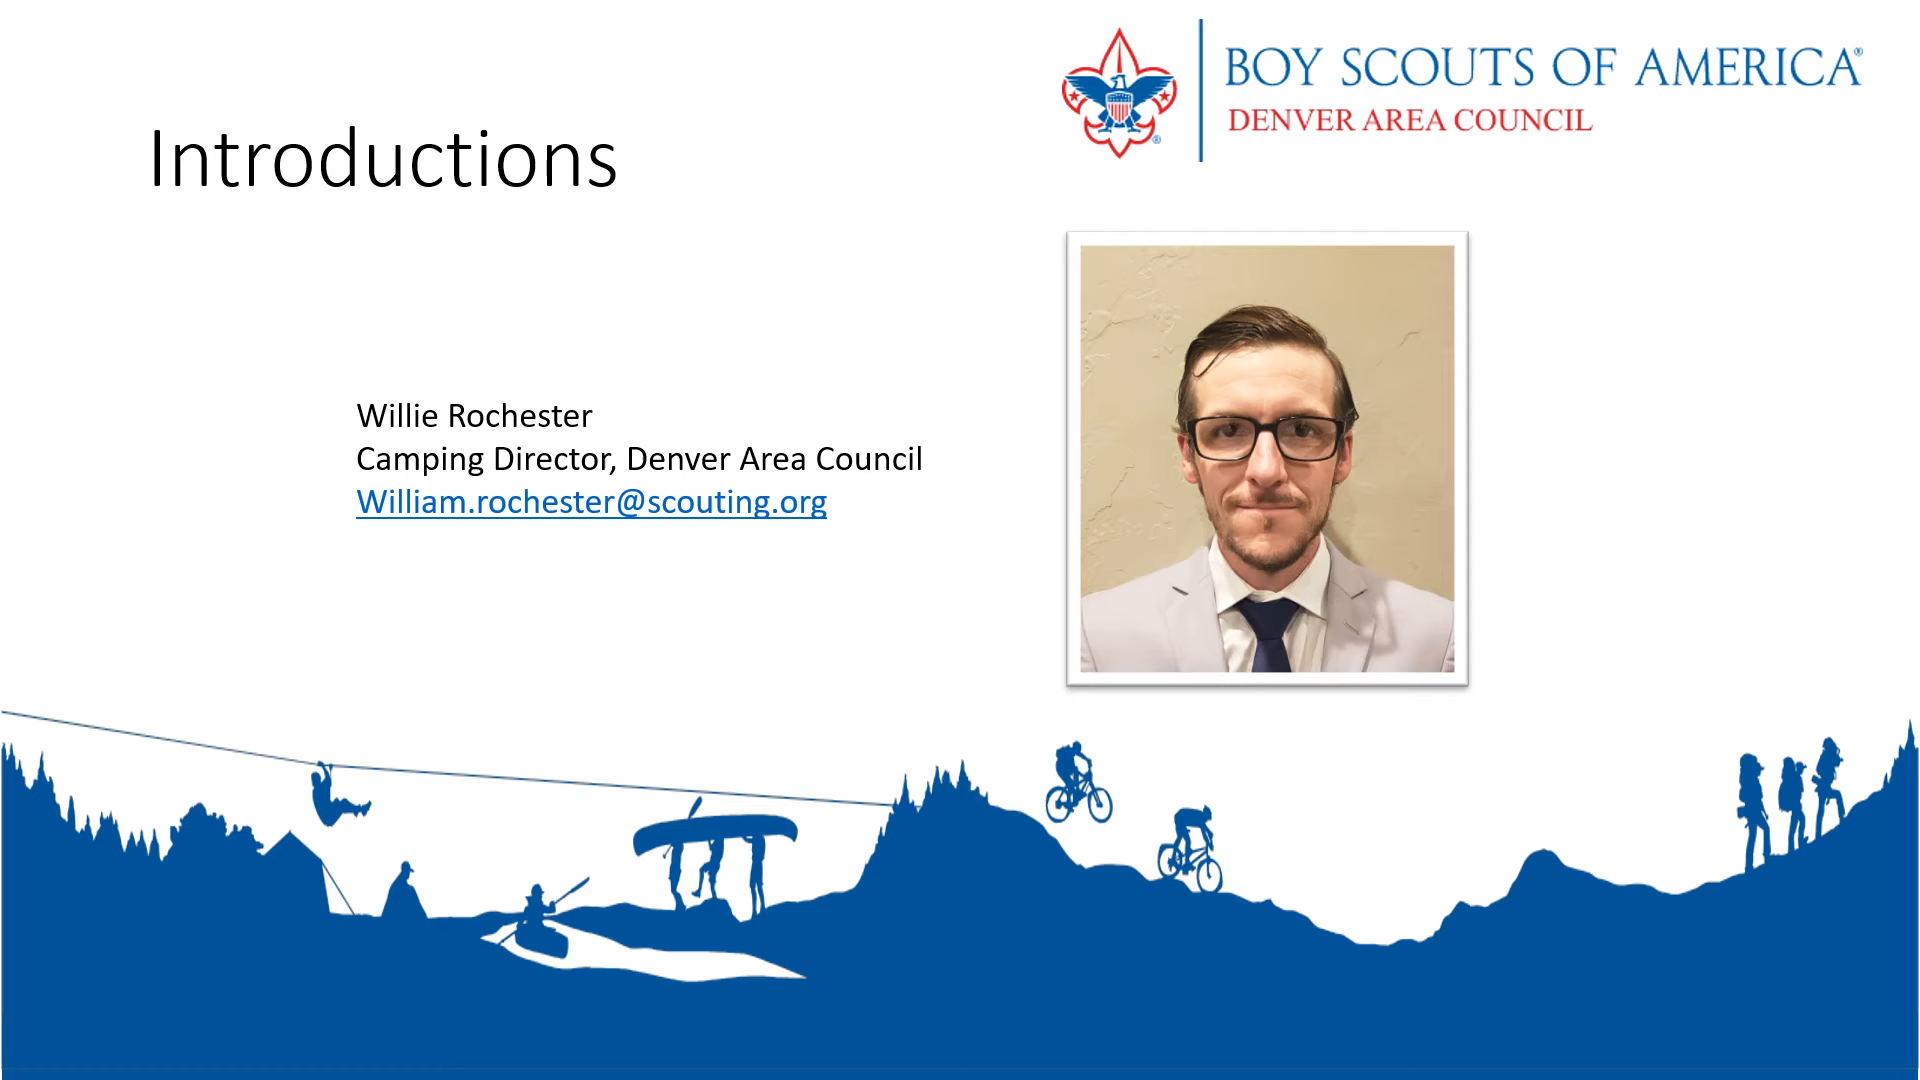 BOY SCOUTS OF AMERICA®
DENVER AREA COUNCIL
Introductions
Willie Rochester
Camping Director, Denver Area Council
William.rochester@scouting.org